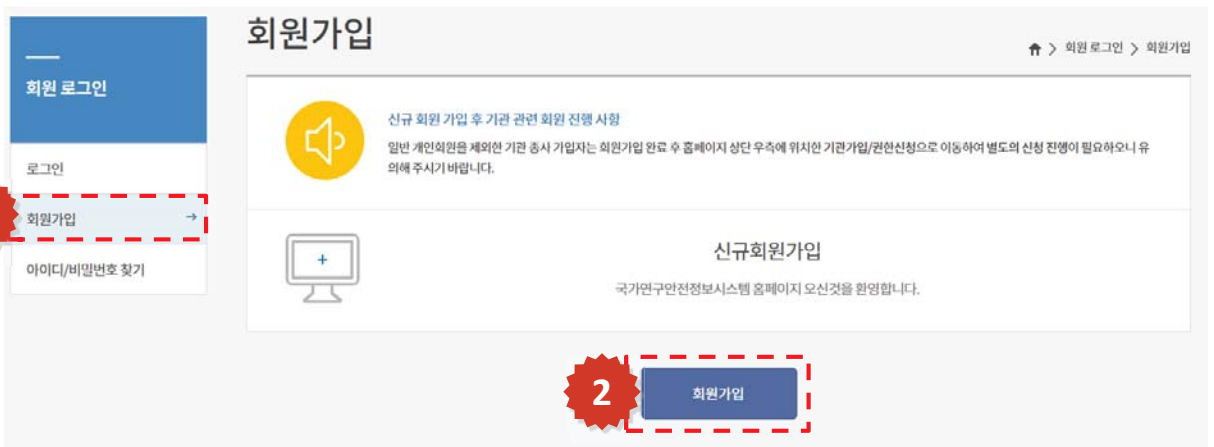 회원 로그인
로그인
회원가입 →
아이디/비밀번호 찾기
회원가입
> 회원 로그인 > 회원가입
신규 회원 가입 후 기관 관련 회원 진행 사항
일반 개인회원을 제외한 기관 종사 가입자는 회원가입 완료 후 홈페이지 상단 우측에 위치한 기관가입/권한신청으로 이동하여 별도의 신청 진행이 필요하오니 유
의해 주시기 바랍니다.
신규회원가입
국가연구안전정보시스템 홈페이지 오신것을 환영합니다.
2
회원가입